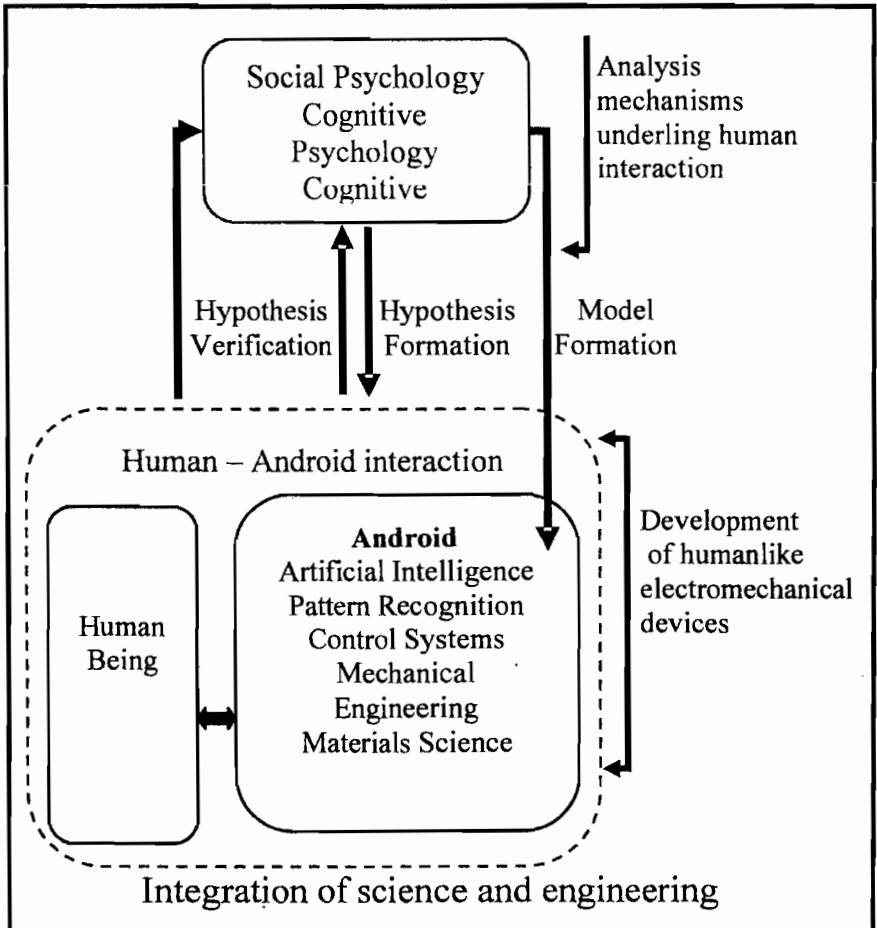 Social Psychology
Cognitive
Psychology
Cognitive
Analysis
mechanisms
underling human
interaction
Hypothesis
Verification
Hypothesis
Formation
Model
Formation
Human – Android interaction
Human
Being
Android
Artificial Intelligence
Pattern Recognition
Control Systems
Mechanical
Engineering
Materials Science
Development
of humanlike
electromechanical
devices
Integration of science and engineering